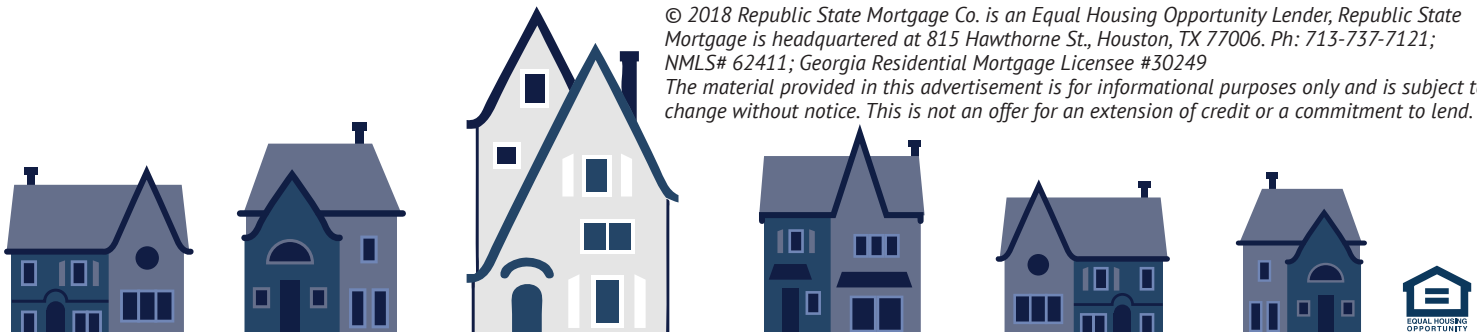 © 2018 Republic State Mortgage Co. is an Equal Housing Opportunity Lender, Republic State
Mortgage is headquartered at 815 Hawthorne St., Houston, TX 77006. Ph: 713-737-7121;
NMLS# 62411; Georgia Residential Mortgage Licensee #30249
The material provided in this advertisement is for informational purposes only and is subject to
change without notice. This is not an offer for an extension of credit or a commitment to lend.
EQUAL HOUSING
OPPORTUNITY